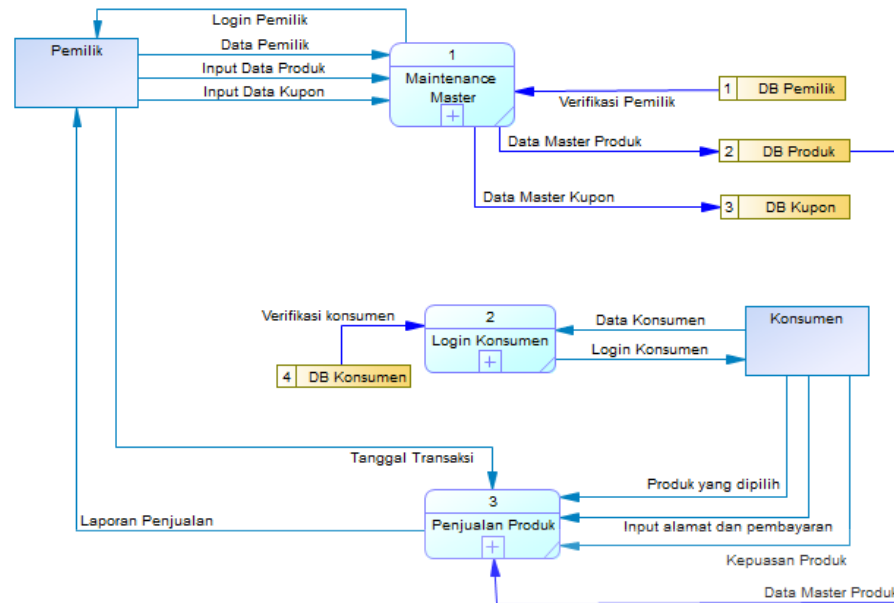 Login Pemilik
Pemilik
Data Pemilik
Input Data Produk
Input Data Kupon
1
Maintenance
Master
1 DB Pemilik
Verifikasi Pemilik
Data Master Produk
2 DB Produk
Data Master Kupon
3 DB Kupon
Verifikasi konsumen
2
Login Konsumen
Data Konsumen
Login Konsumen
Konsumen
4 DB Konsumen
Tanggal Transaksi
Produk yang dipilih
3
Penjualan Produk
Laporan Penjualan
Input alamat dan pembayaran
Kepuasan Produk
Data Master Produk